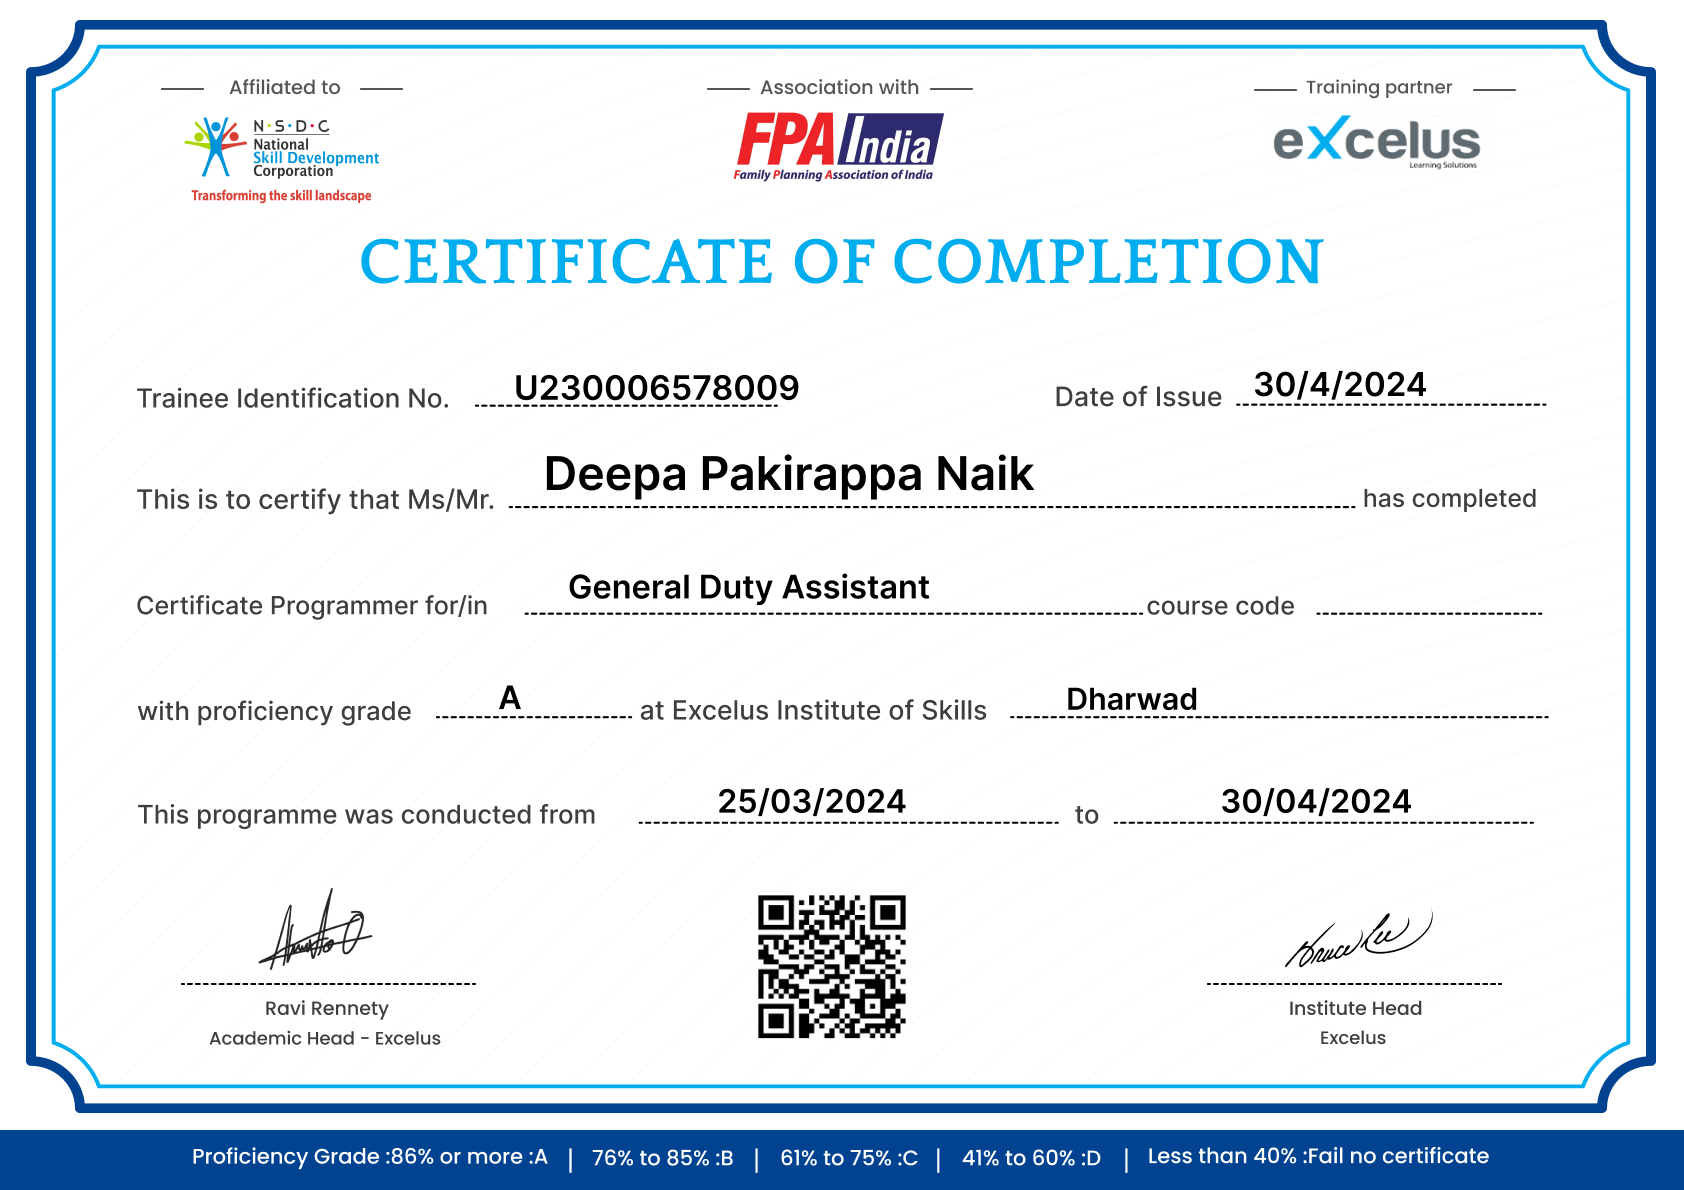 Affiliated to
Association with
Training partner
N·S·D·C
National
Skill Development
Corporation
Transforming the skill landscape
FPA India
Family Planning Association of India
excelus
Learning Solutions
CERTIFICATE OF COMPLETION
Trainee Identification No. U230006578009 Date of Issue 30/4/2024
This is to certify that Ms/Mr. Deepa Pakirappa Naik has completed
Certificate Programmer for/in General Duty Assistant course code
with proficiency grade A at Excelus Institute of Skills Dharwad
This programme was conducted from 25/03/2024 to 30/04/2024
Bruce Lee
Ravi Rennety
Academic Head - Excelus
Institute Head
Excelus
Proficiency Grade :86% or more :A | 76% to 85% :B | 61% to 75% :C | 41% to 60% :D | Less than 40% :Fail no certificate